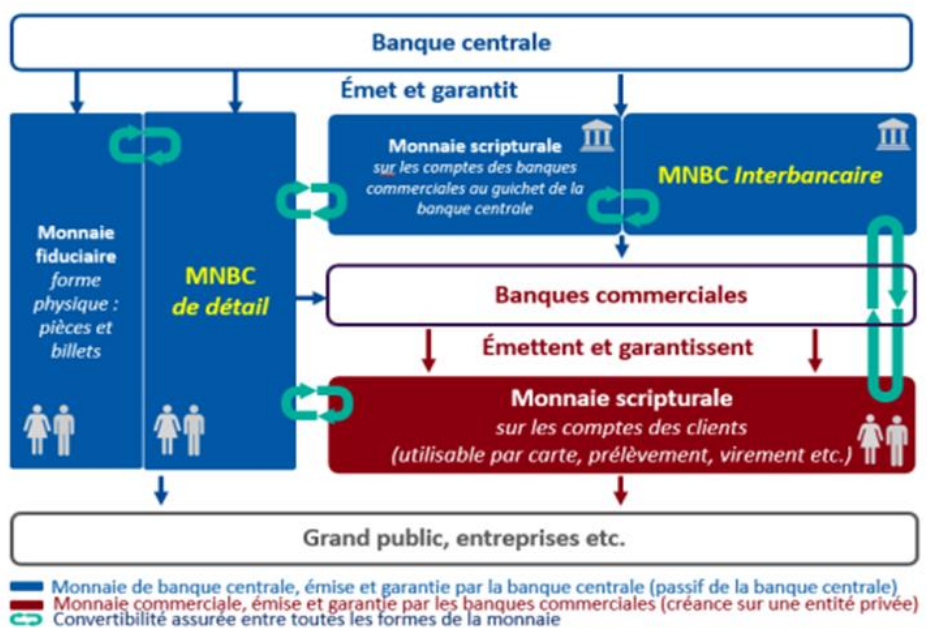 Banque centrale
Émet et garantit
Monnaie
fiduciaire
forme
physique :
pièces et
billets
MNBC
de détail
Monnaie scripturale
sur les comptes des banques
commerciales au guichet de la
banque centrale
MNBC Interbancaire
Banques commerciales
Émettent et garantissent
Monnaie scripturale
sur les comptes des clients
(utilisable par carte, prélèvement, virement etc.)
Grand public, entreprises etc.
Monnaie de banque centrale, émise et garantie par la banque centrale (passif de la banque centrale)
Monnaie commerciale, émise et garantie par les banques commerciales (créance sur une entité privée)
Convertibilité assurée entre toutes les formes de la monnaie